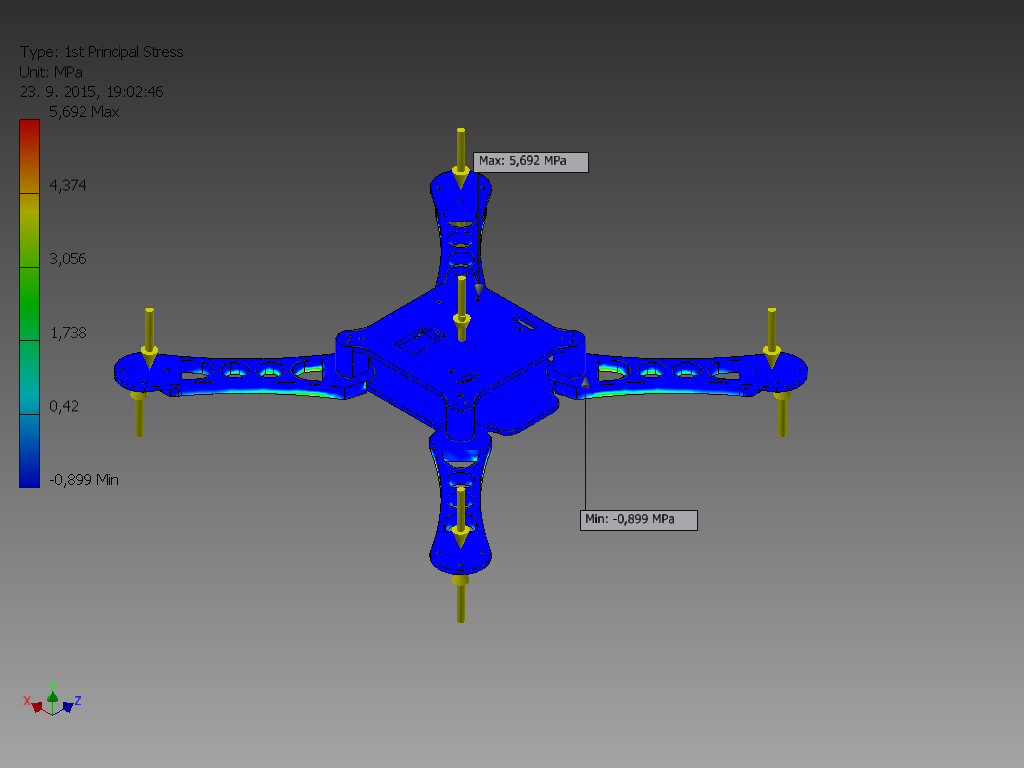 Type: 1st Principal Stress
Unit: MPa
23. 9. 2015, 19:02:46
5,692 Max
4,374
3,056
1,738
0,42
-0,899 Min
Max: 5,692 MPa
Min: -0,899 MPa
Y
X
Z